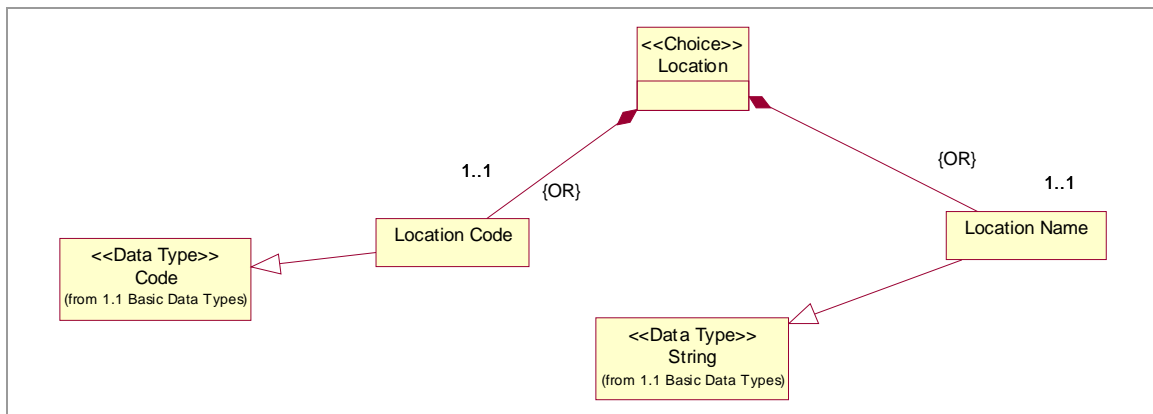 <<Choice>>
Location
1..1
{OR}
{OR}
1..1
Location Code
Location Name
<<Data Type>>
Code
(from 1.1 Basic Data Types)
<<Data Type>>
String
(from 1.1 Basic Data Types)